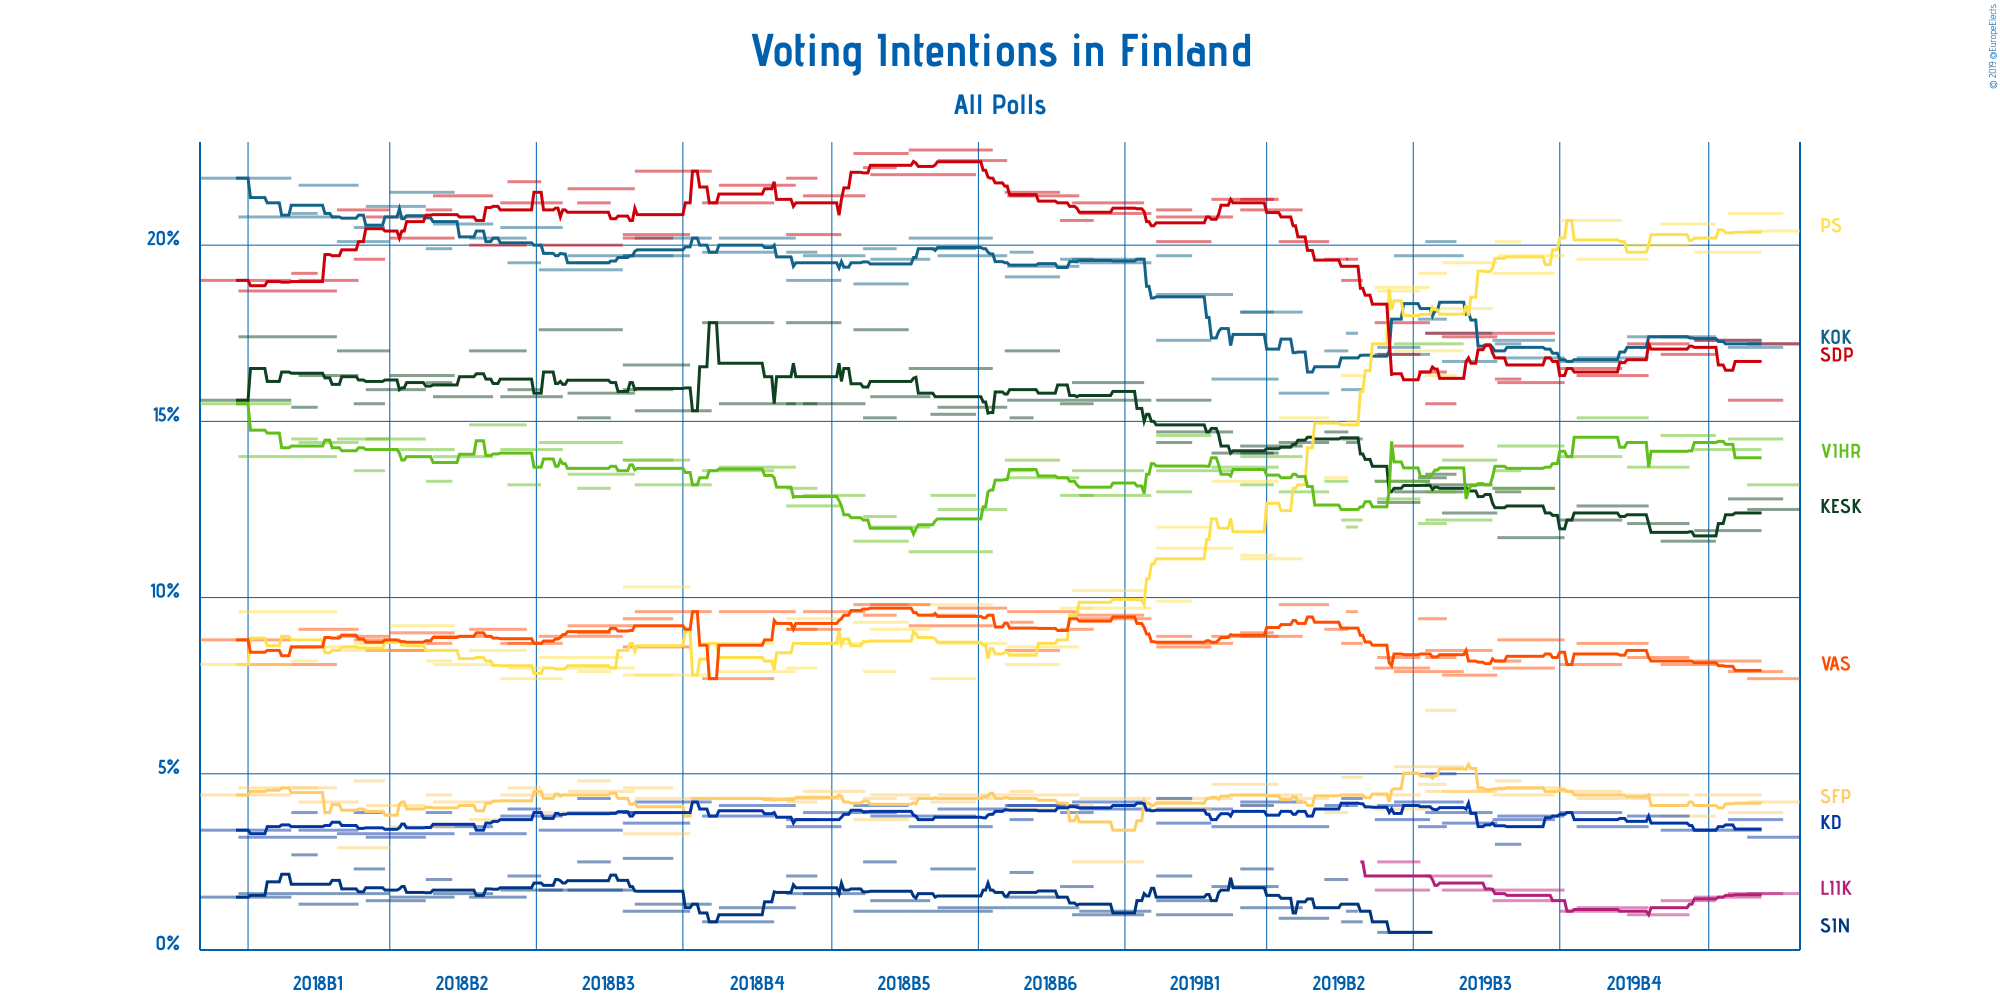 © 2019 @EuropeElects
Voting Intentions in Finland
All Polls
20%
15%
10%
5%
0%
PS
KOK
SDP
VIHR
KESK
VAS
SFP
KD
LIIK
SIN
2018B1 2018B2 2018B3 2018B4 2018B5 2018B6 2019B1 2019B2 2019B3 2019B4